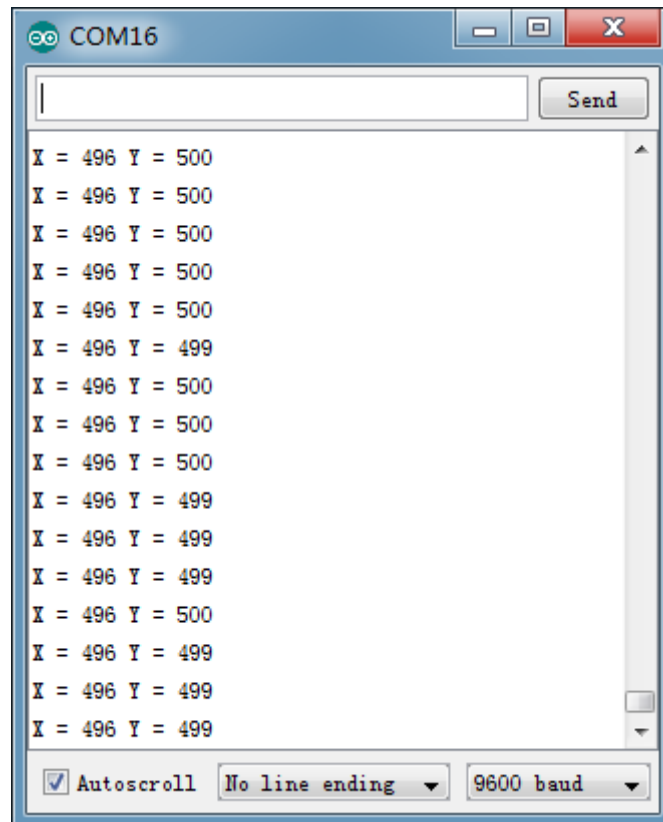 COM16
Send
X = 496 Y = 500
X = 496 Y = 500
X = 496 Y = 500
X = 496 Y = 500
X = 496 Y = 500
X = 496 Y = 499
X = 496 Y = 500
X = 496 Y = 500
X = 496 Y = 500
X = 496 Y = 499
X = 496 Y = 499
X = 496 Y = 499
X = 496 Y = 500
X = 496 Y = 499
X = 496 Y = 499
X = 496 Y = 499
Autoscroll No line ending 9600 baud